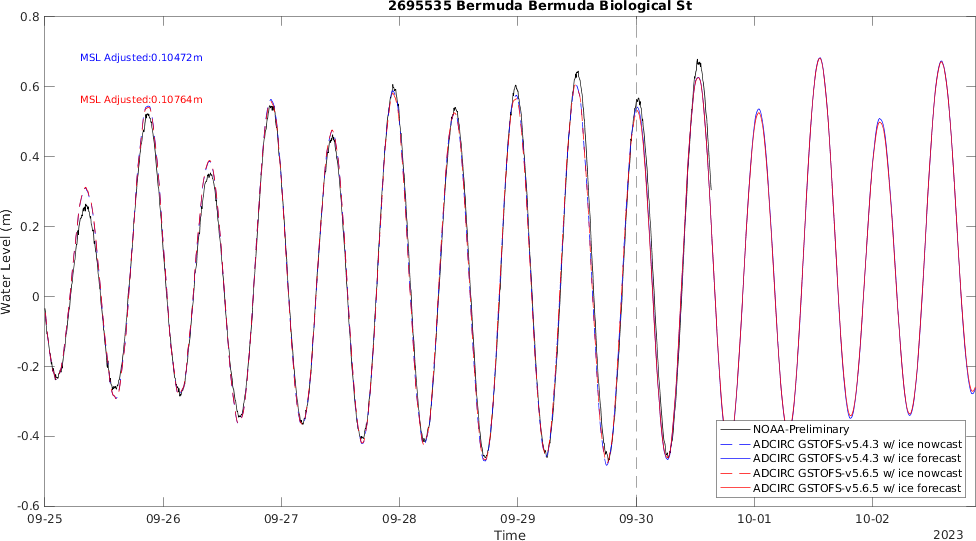 2695535 Bermuda Bermuda Biological St
0.8
MSL Adjusted:0.10472m
0.6
MSL Adjusted:0.10764m
0.4
0.2
Water Level (m)
0
-0.2
-0.4
NOAA-Preliminary
ADCIRC GSTOFS-v5.4.3 w/ ice nowcast
ADCIRC GSTOFS-v5.4.3 w/ ice forecast
ADCIRC GSTOFS-v5.6.5 w/ ice nowcast
ADCIRC GSTOFS-v5.6.5 w/ ice forecast
-0.6
09-25 09-26 09-27 09-28 09-29 09-30 10-01 10-02
Time
2023